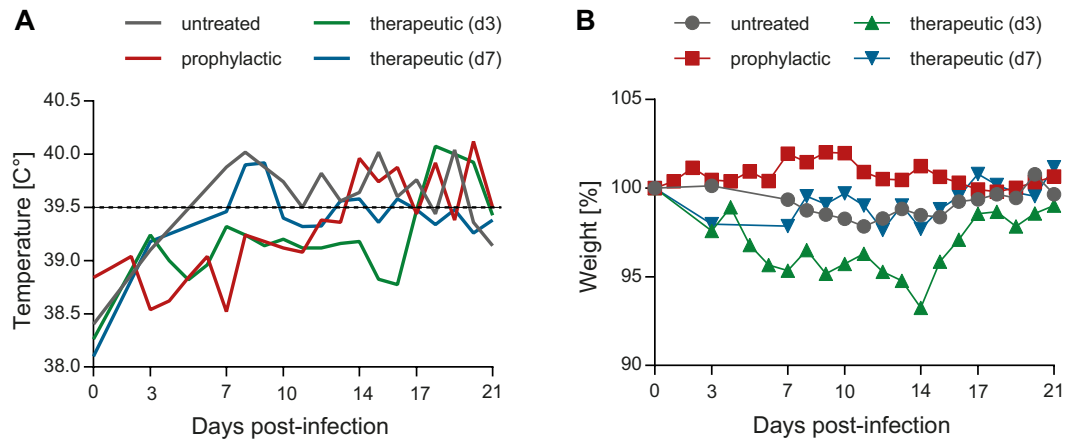 A
untreated
therapeutic (d3)
prophylactic
therapeutic (d7)
40.5
40.0
39.5
39.0
38.5
38.0
Temperature [C°]
0 3 7 10 14 17 21
Days post-infection
B
untreated
therapeutic (d3)
prophylactic
therapeutic (d7)
105
100
95
90
Weight [%]
0 3 7 10 14 17 21
Days post-infection